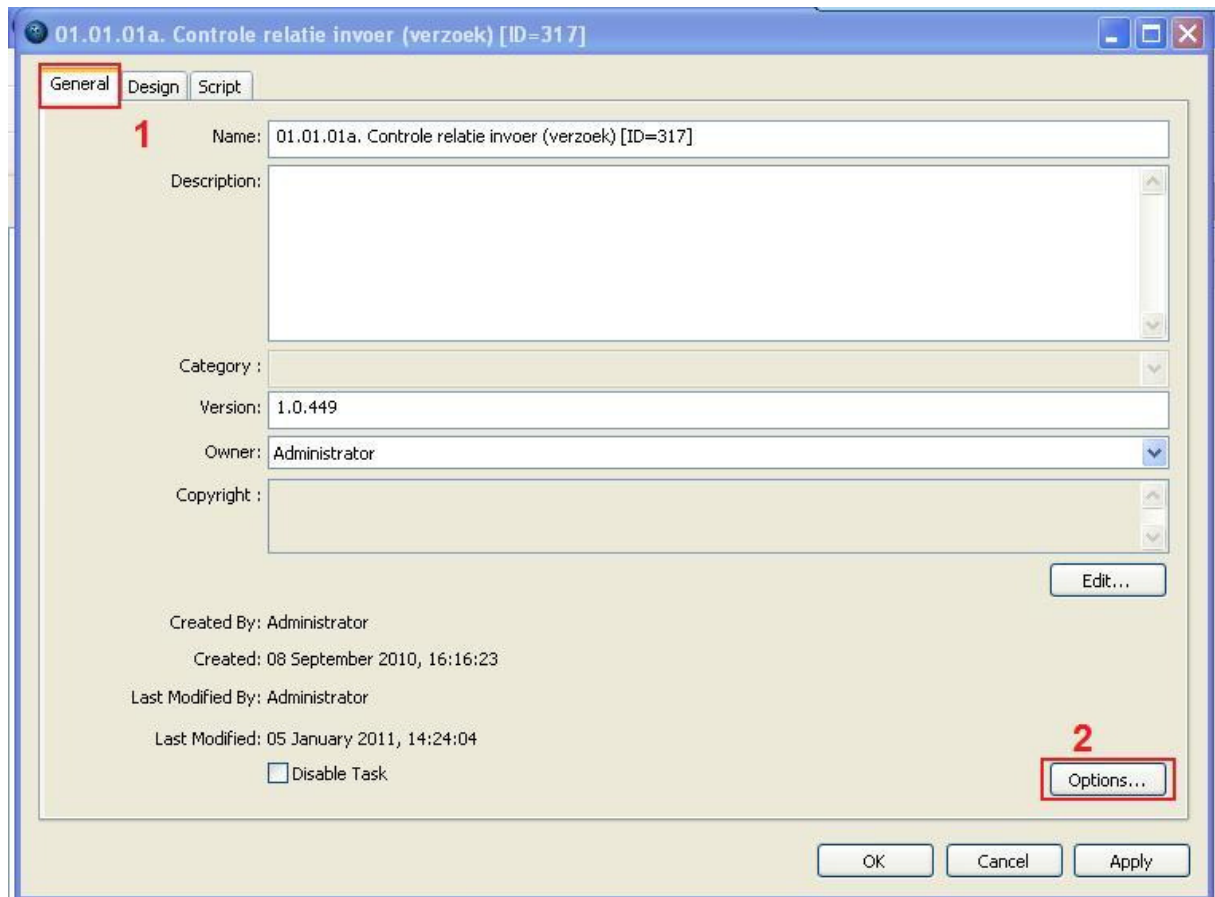 01.01.01a. Controle relatie invoer (verzoek) [ID=317]
General Design Script
1
Name: 01.01.01a. Controle relatie invoer (verzoek) [ID=317]
Description:
Category :
Version: 1.0.449
Owner: Administrator
Copyright :
Edit...
Created By: Administrator
Created: 08 September 2010, 16:16:23
Last Modified By: Administrator
Last Modified: 05 January 2011, 14:24:04
2
Disable Task
Options...
OK Cancel Apply